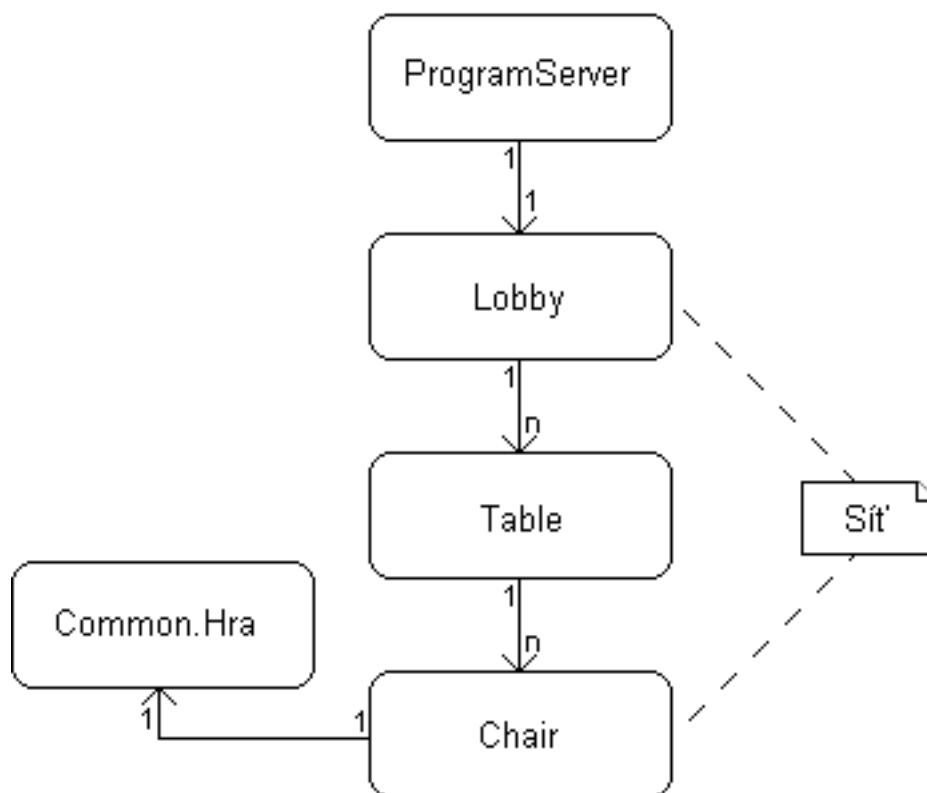 ProgramServer
1
1
Lobby
1
n
Table
Síť
1
n
Common.Hra
1
1
Chair